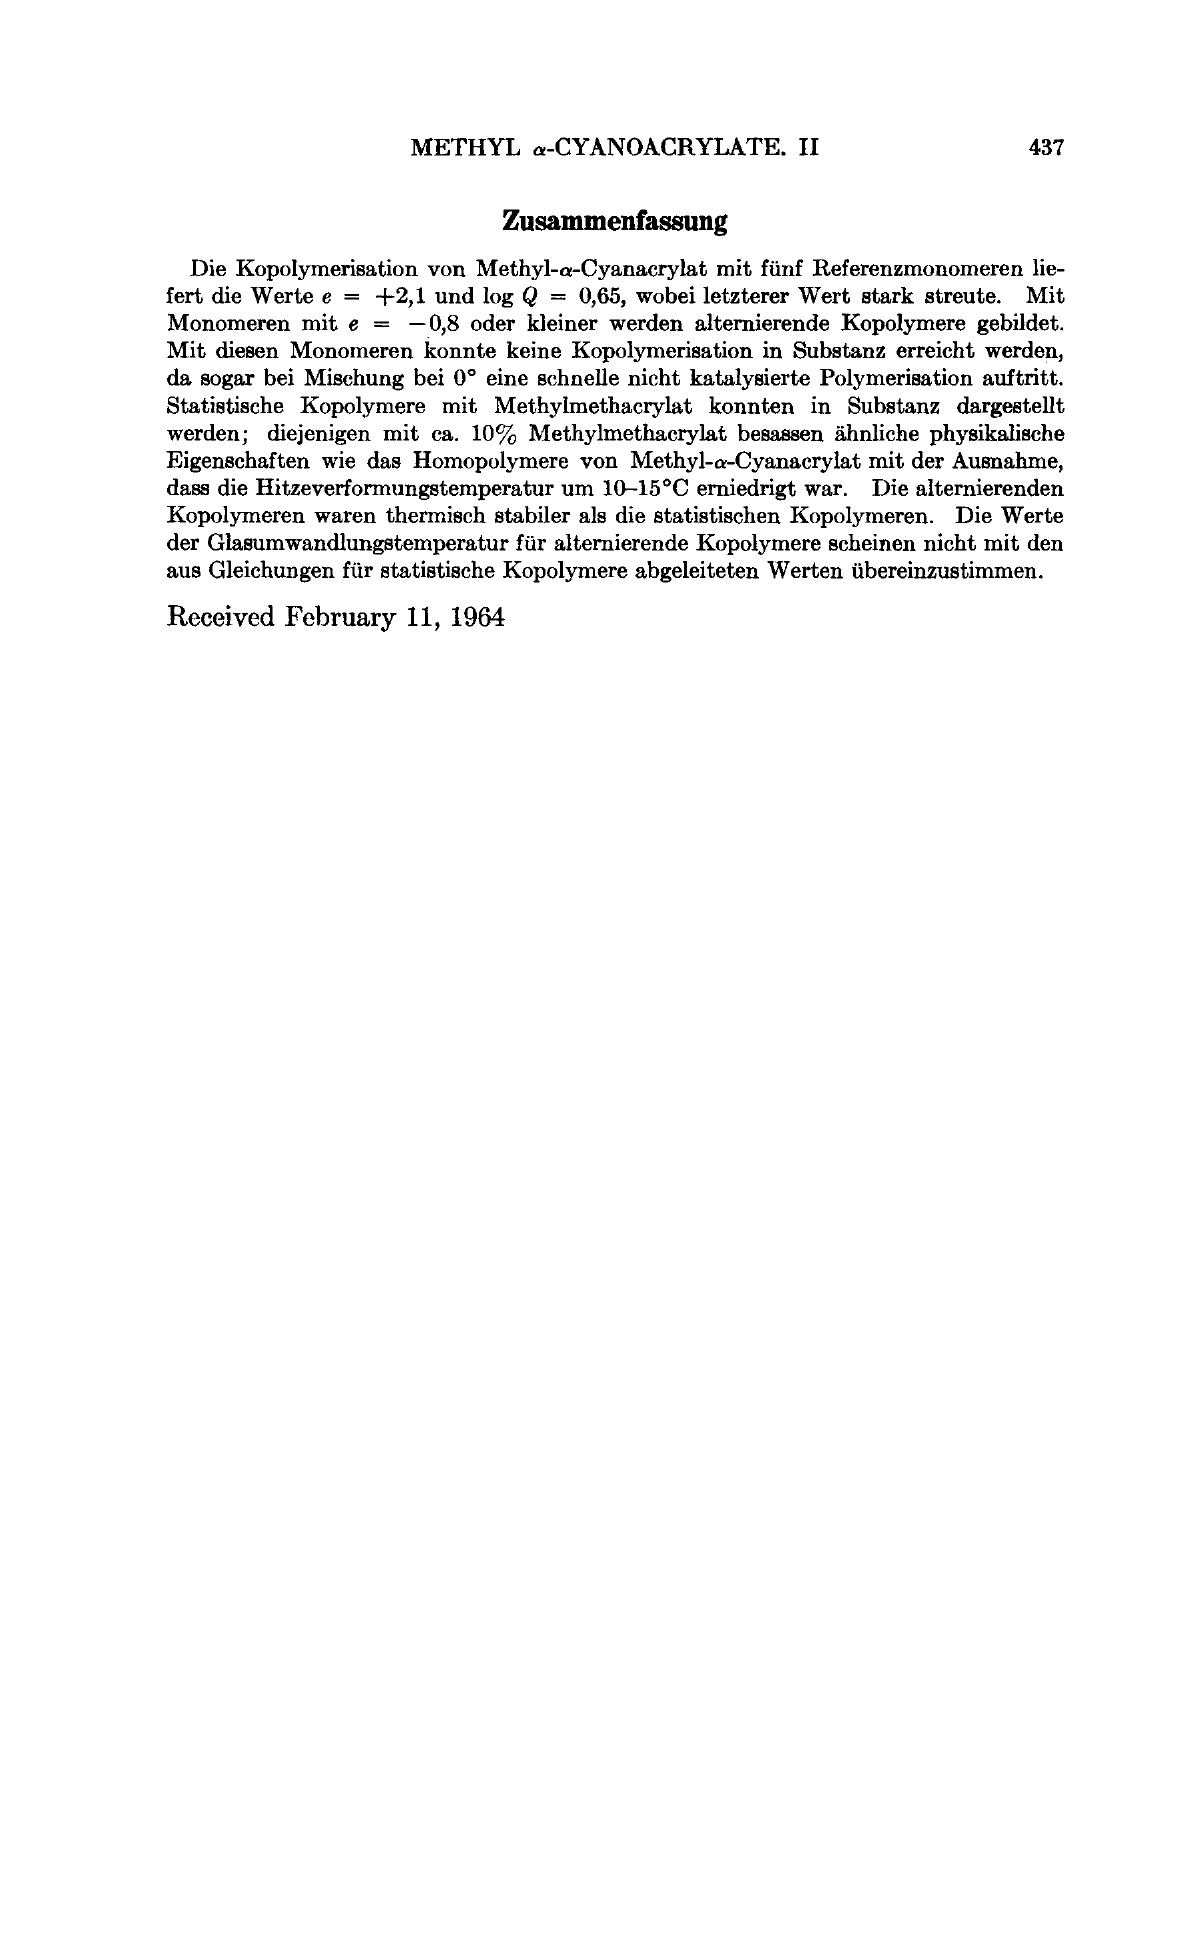 METHYL α-CYANOACRYLATE. II 437
Zusammenfassung
Die Kopolymerisation von Methyl-α-Cyanacrylat mit fünf Referenzmonomeren lie-
fert die Werte e = +2,1 und log Q = 0,65, wobei letzterer Wert stark streute. Mit
Monomeren mit e = −0,8 oder kleiner werden alternierende Kopolymere gebildet.
Mit diesen Monomeren konnte keine Kopolymerisation in Substanz erreicht werden,
da sogar bei Mischung bei 0° eine schnelle nicht katalysierte Polymerisation auftritt.
Statistische Kopolymere mit Methylmethacrylat konnten in Substanz dargestellt
werden; diejenigen mit ca. 10% Methylmethacrylat besassen ähnliche physikalische
Eigenschaften wie das Homopolymere von Methyl-α-Cyanacrylat mit der Ausnahme,
dass die Hitzeverformungstemperatur um 10–15°C erniedrigt war. Die alternierenden
Kopolymeren waren thermisch stabiler als die statistischen Kopolymeren. Die Werte
der Glasumwandlungstemperatur für alternierende Kopolymere scheinen nicht mit den
aus Gleichungen für statistische Kopolymere abgeleiteten Werten übereinzustimmen.
Received February 11, 1964